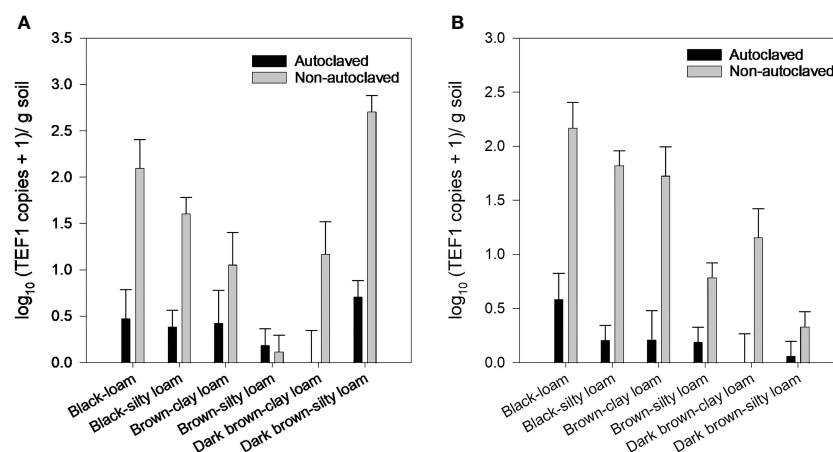 A
log10 (TEF1 copies + 1)/ g soil
3.5
3.0
2.5
2.0
1.5
1.0
0.5
0.0
Autoclaved
Non-autoclaved
Black-loam
Black-silty loam
Brown-clay loam
Brown-silty loam
Dark brown-clay loam
Dark brown-silty loam
B
log10 (TEF1 copies + 1)/ g soil
3.0
2.5
2.0
1.5
1.0
0.5
0.0
Autoclaved
Non-autoclaved
Black-loam
Black-silty loam
Brown-clay loam
Brown-silty loam
Dark brown-clay loam
Dark brown-silty loam